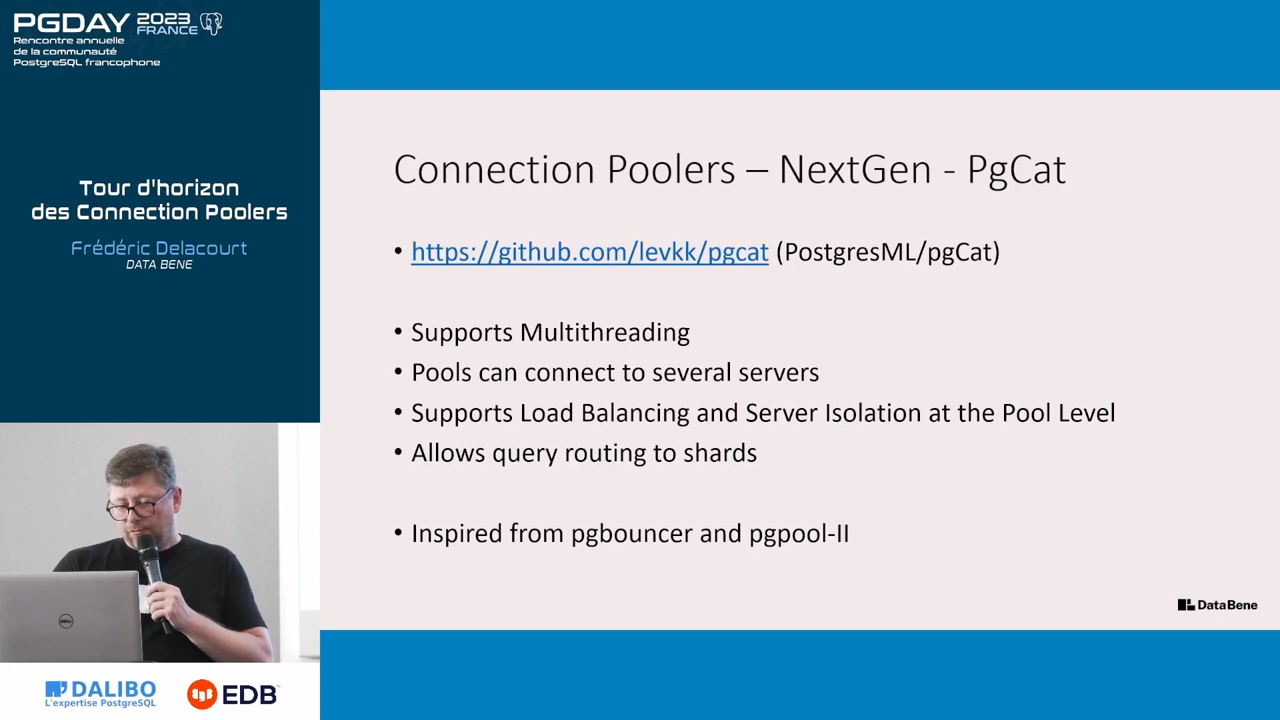 PGDAY 2023 FRANCE
Rencontre annuelle
de la communauté
PostgreSQL francophone
Tour d'horizon
des Connection Poolers
Frédéric Delacourt
DATA BENE
Connection Poolers – NextGen - PgCat
• https://github.com/levkk/pgcat (PostgresML/pgCat)
• Supports Multithreading
• Pools can connect to several servers
• Supports Load Balancing and Server Isolation at the Pool Level
• Allows query routing to shards
• Inspired from pgbouncer and pgpool-II
DataBene
DELL
DALIBO
L'expertise PostgreSQL
EDB